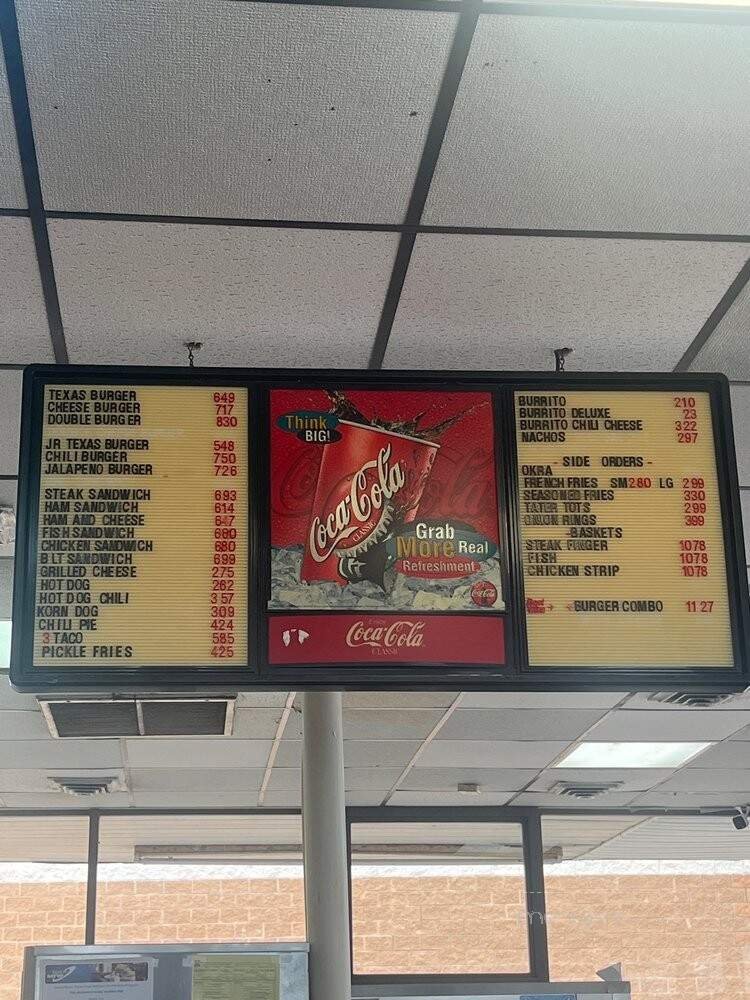 TEXAS BURGER 649
CHEESE BURGER 717
DOUBLE BURGER 830
JR TEXAS BURGER 548
CHILI BURGER 750
JALAPENO BURGER 726
STEAK SANDWICH 693
HAM SANDWICH 614
HAM AND CHEESE 647
FISH SANDWICH 680
CHICKEN SANDWICH 680
BLT SANDWICH 699
GRILLED CHEESE 275
HOT DOG 262
HOT DOG CHILI 357
KORN DOG 309
CHILI PIE 424
3 TACO 585
PICKLE FRIES 425
Think
BIG!
Coca-Cola
CLASSIC
Grab
More Real
Refreshment.
Coca-Cola
Enjoy
Coca-Cola
CLASSIC
BURRITO 210
BURRITO DELUXE 23
BURRITO CHILI CHEESE 322
NACHOS 297
- SIDE ORDERS -
OKRA
FRENCH FRIES SM 280 LG 299
SEASONED FRIES 330
TATER TOTS 299
ONION RINGS 399
-BASKETS
STEAK FINGER 1078
FISH 1078
CHICKEN STRIP 1078
BURGER COMBO 1127